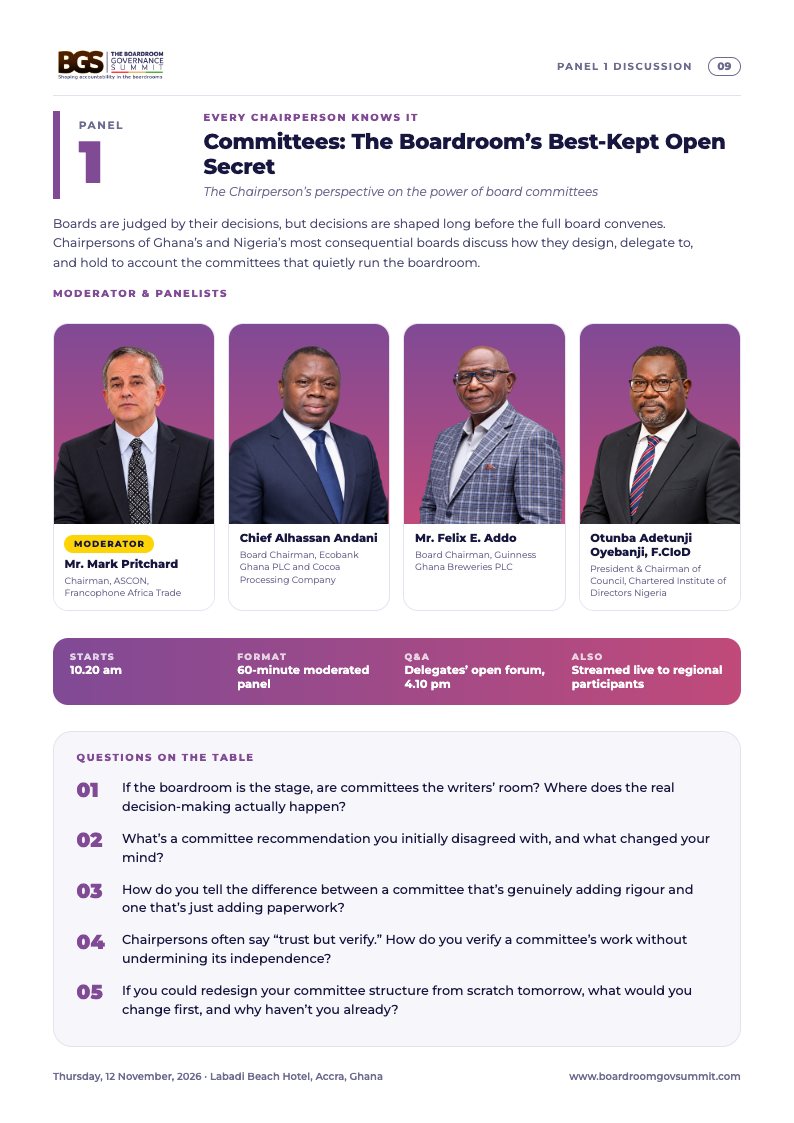 BGS
THE BOARDROOM
GOVERNANCE
SUMMIT
Shaping accountability in the boardrooms
PANEL 1 DISCUSSION 09
PANEL
1
EVERY CHAIRPERSON KNOWS IT
Committees: The Boardroom’s Best-Kept Open
Secret
The Chairperson’s perspective on the power of board committees
Boards are judged by their decisions, but decisions are shaped long before the full board convenes.
Chairpersons of Ghana’s and Nigeria’s most consequential boards discuss how they design, delegate to,
and hold to account the committees that quietly run the boardroom.
MODERATOR & PANELISTS
MODERATOR
Mr. Mark Pritchard
Chairman, ASCON,
Francophone Africa Trade
Chief Alhassan Andani
Board Chairman, Ecobank
Ghana PLC and Cocoa
Processing Company
Mr. Felix E. Addo
Board Chairman, Guinness
Ghana Breweries PLC
Otunba Adetunji
Oyebanji, F.CIoD
President & Chairman of
Council, Chartered Institute of
Directors Nigeria
STARTS
10.20 am
FORMAT
60-minute moderated
panel
Q&A
Delegates’ open forum,
4.10 pm
ALSO
Streamed live to regional
participants
QUESTIONS ON THE TABLE
01 If the boardroom is the stage, are committees the writers’ room? Where does the real
decision-making actually happen?
02 What’s a committee recommendation you initially disagreed with, and what changed your
mind?
03 How do you tell the difference between a committee that’s genuinely adding rigour and
one that’s just adding paperwork?
04 Chairpersons often say “trust but verify.” How do you verify a committee’s work without
undermining its independence?
05 If you could redesign your committee structure from scratch tomorrow, what would you
change first, and why haven’t you already?
Thursday, 12 November, 2026 · Labadi Beach Hotel, Accra, Ghana
www.boardroomgovsummit.com